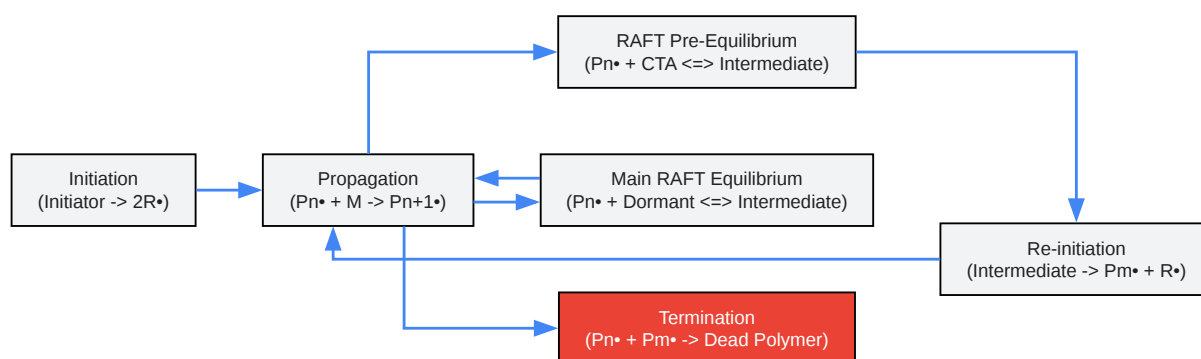 RAFT Pre-Equilibrium
(Pn• + CTA <=> Intermediate)
Initiation
(Initiator -> 2R•)
Propagation
(Pn• + M -> Pn+1•)
Main RAFT Equilibrium
(Pn• + Dormant <=> Intermediate)
Re-initiation
(Intermediate -> Pm• + R•)
Termination
(Pn• + Pm• -> Dead Polymer)